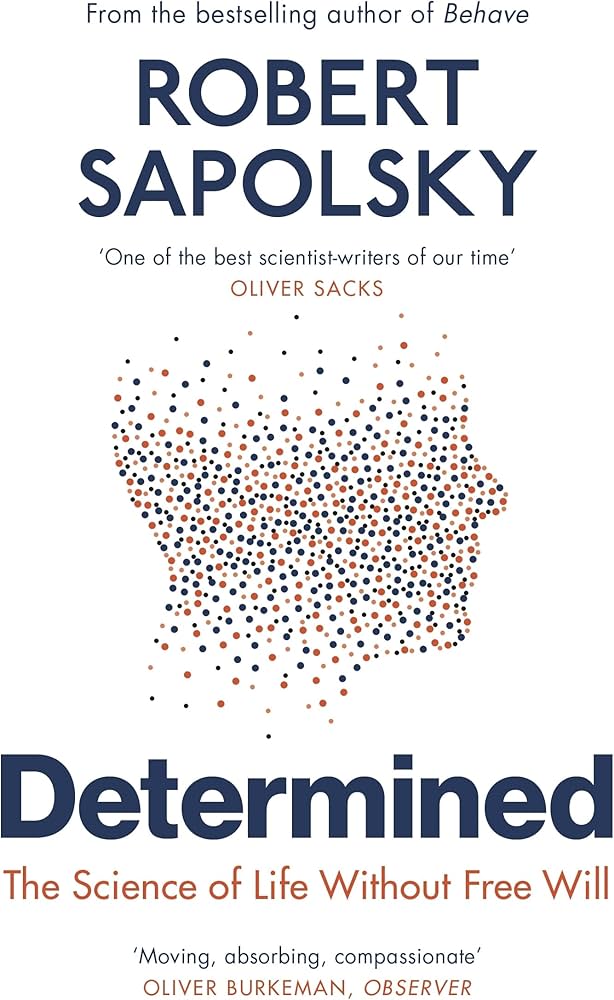 From the bestselling author of Behave
ROBERT
SAPOLSKY
‘One of the best scientist-writers of our time’
OLIVER SACKS
Determined
The Science of Life Without Free Will
‘Moving, absorbing, compassionate’
OLIVER BURKEMAN, OBSERVER